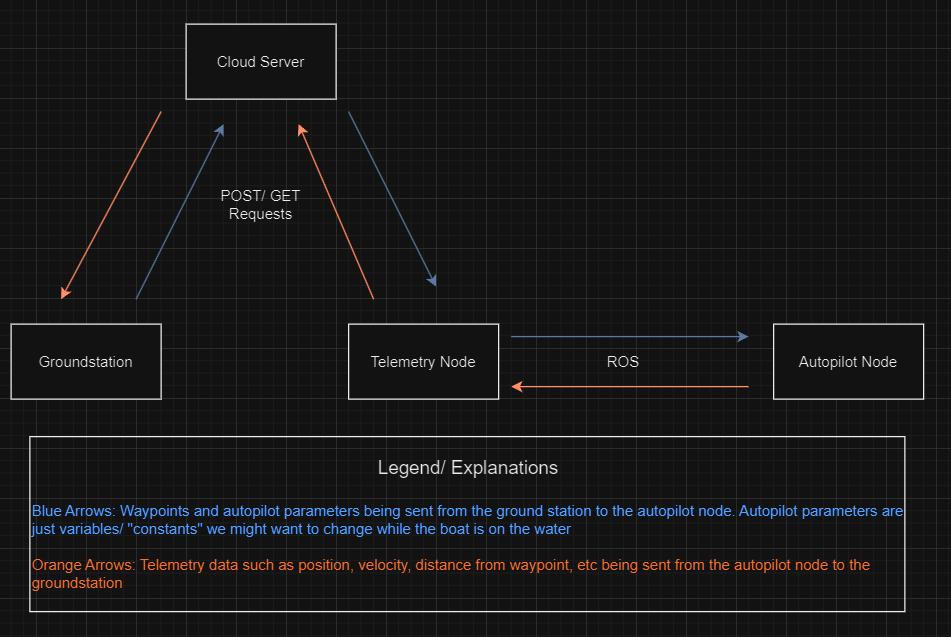 Cloud Server
POST/ GET
Requests
Groundstation
Telemetry Node
ROS
Autopilot Node
Legend/ Explanations
Blue Arrows: Waypoints and autopilot parameters being sent from the ground station to the autopilot node. Autopilot parameters are
just variables/ "constants" we might want to change while the boat is on the water
Orange Arrows: Telemetry data such as position, velocity, distance from waypoint, etc being sent from the autopilot node to the
groundstation